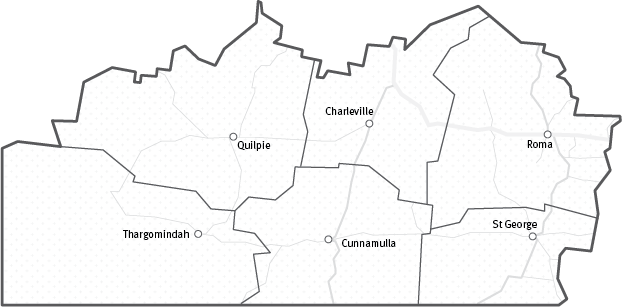 Charleville
Quilpie
Roma
Thargomindah
Cunnamulla
St George